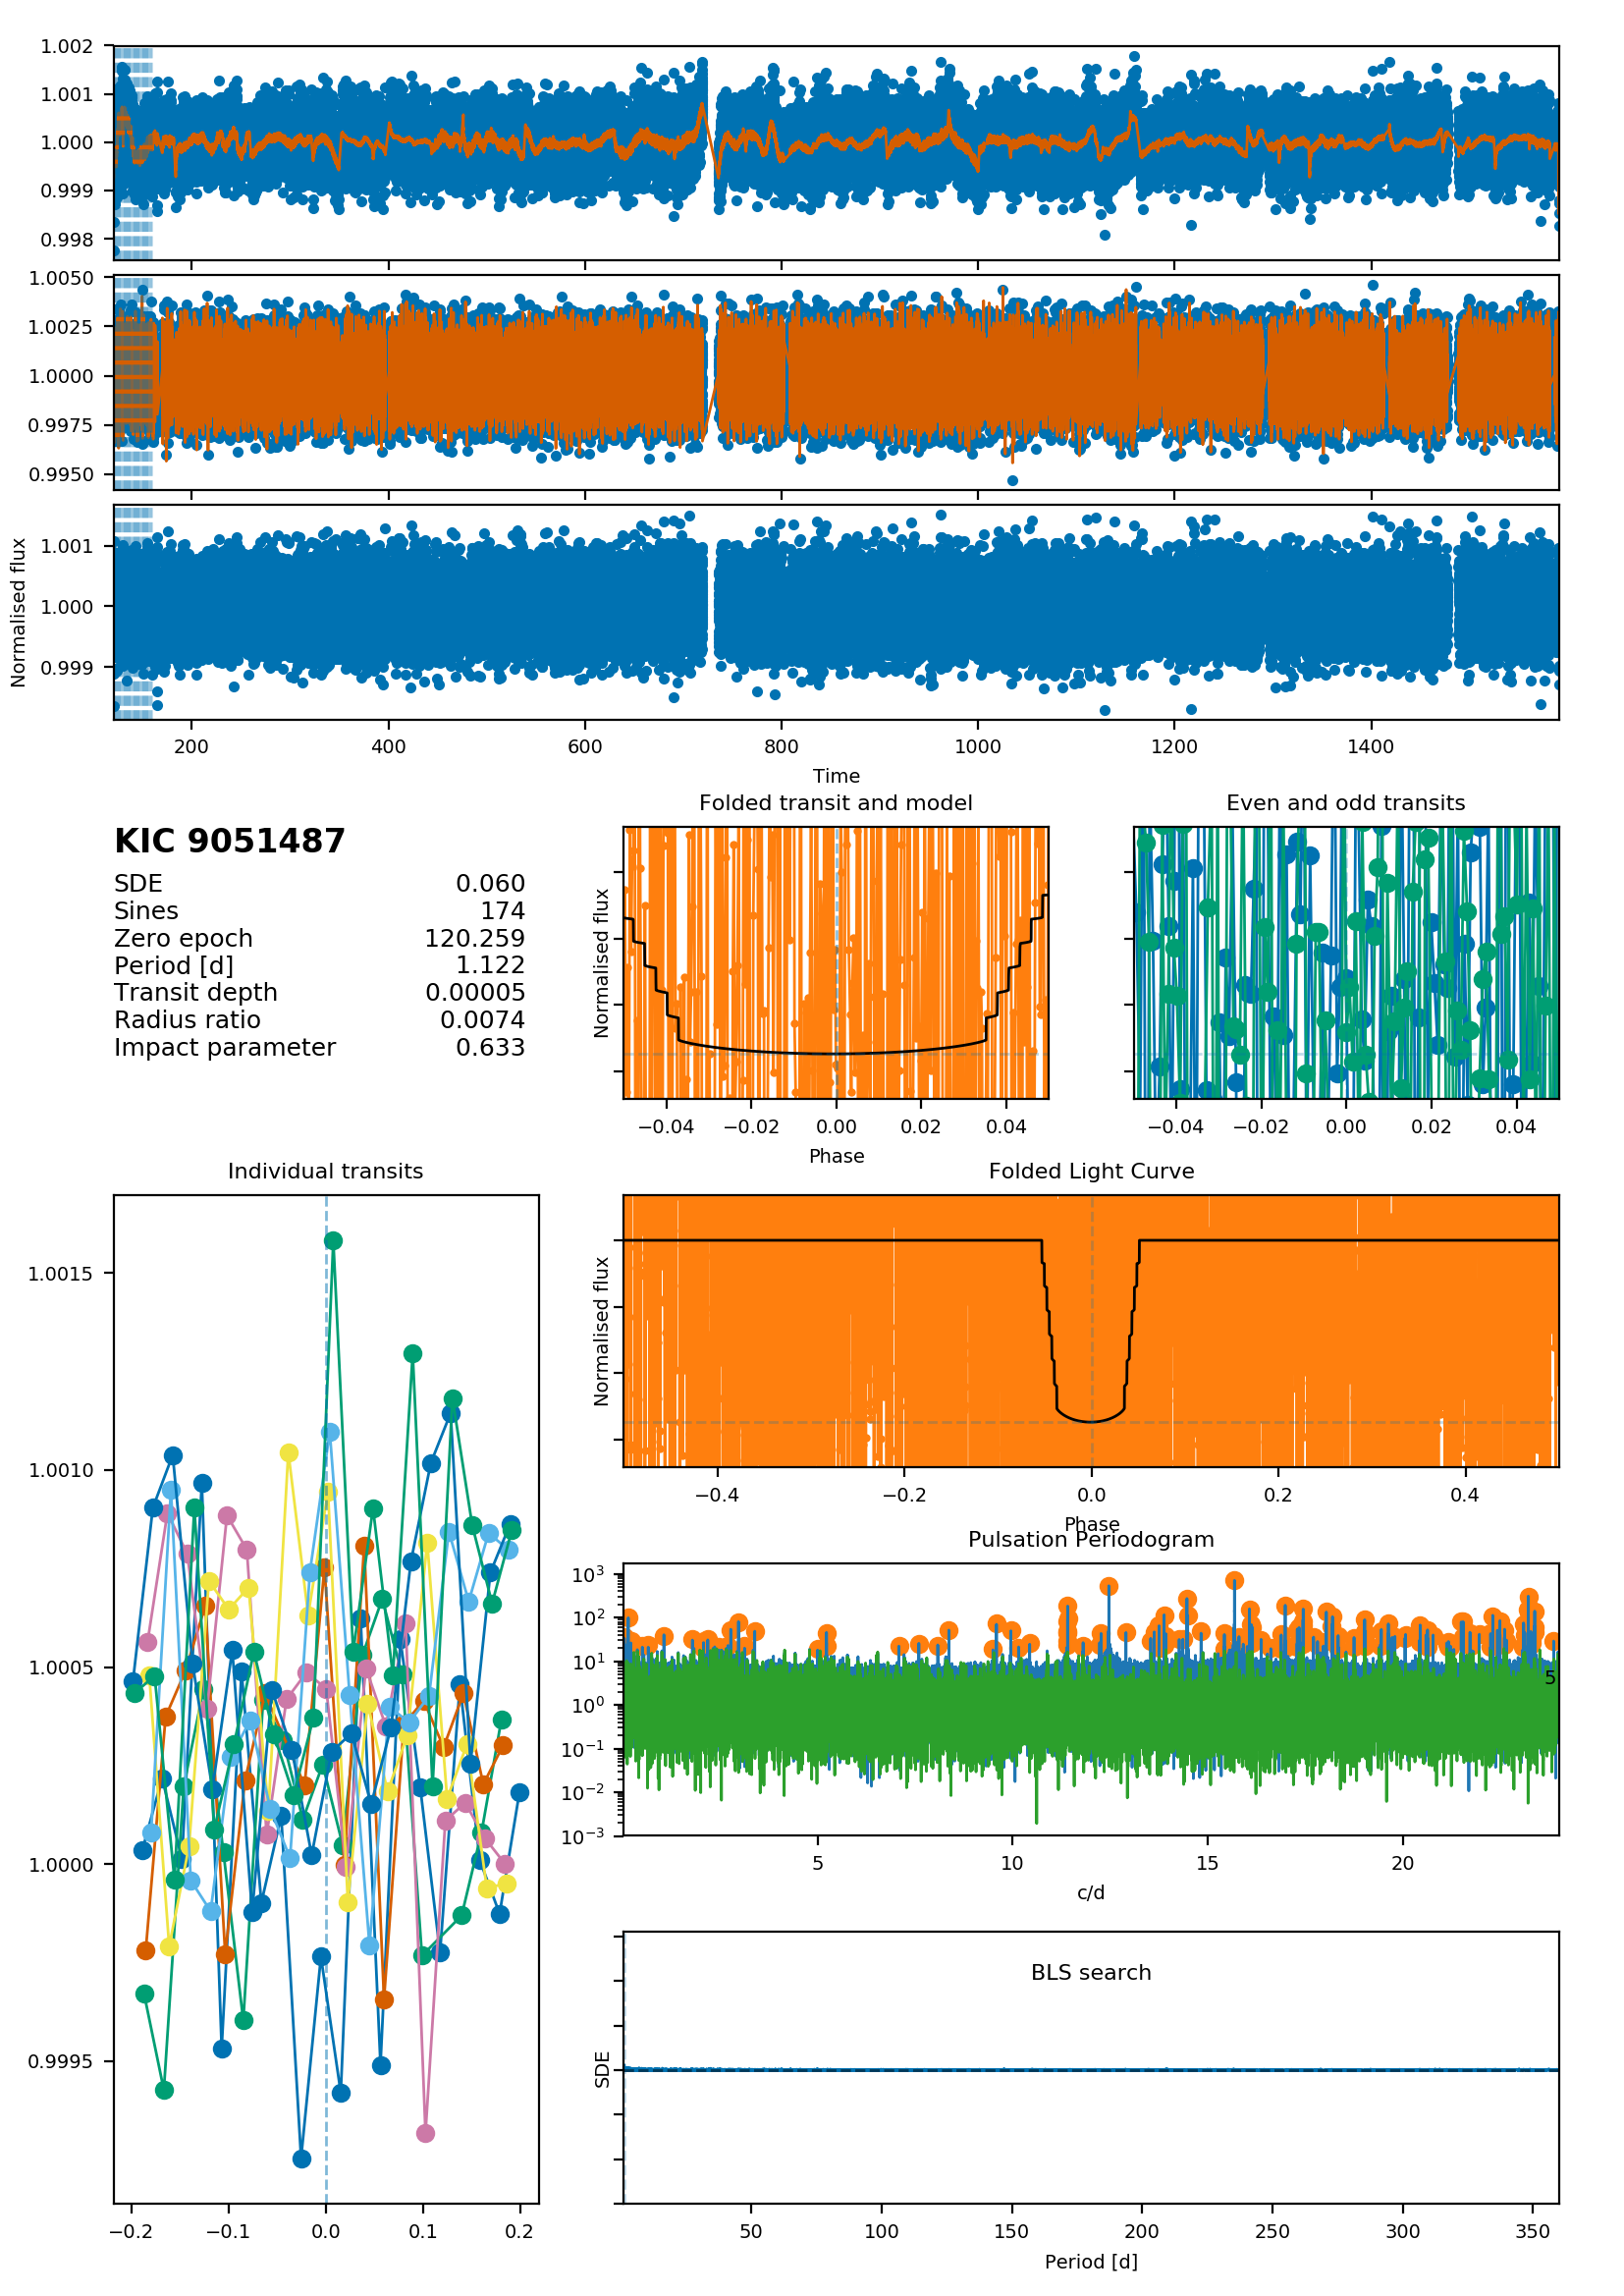 1.002
1.001
1.000
0.999
0.998
1.0050
1.0025
1.0000
0.9975
0.9950
1.001
1.000
0.999
Normalised flux
200 400 600 800 1000 1200 1400
Time
KIC 9051487
SDE 0.060
Sines 174
Zero epoch 120.259
Period [d] 1.122
Transit depth 0.00005
Radius ratio 0.0074
Impact parameter 0.633
Folded transit and model
Normalised flux
−0.04 −0.02 0.00 0.02 0.04
Phase
Even and odd transits
−0.04 −0.02 0.00 0.02 0.04
Individual transits
1.0015
1.0010
1.0005
1.0000
0.9995
−0.2 −0.1 0.0 0.1 0.2
Folded Light Curve
Normalised flux
−0.4 −0.2 0.0 0.2 0.4
Phase
Pulsation Periodogram
10³
10²
10¹
10⁰
10⁻¹
10⁻²
10⁻³
5
5 10 15 20
c/d
BLS search
SDE
50 100 150 200 250 300 350
Period [d]